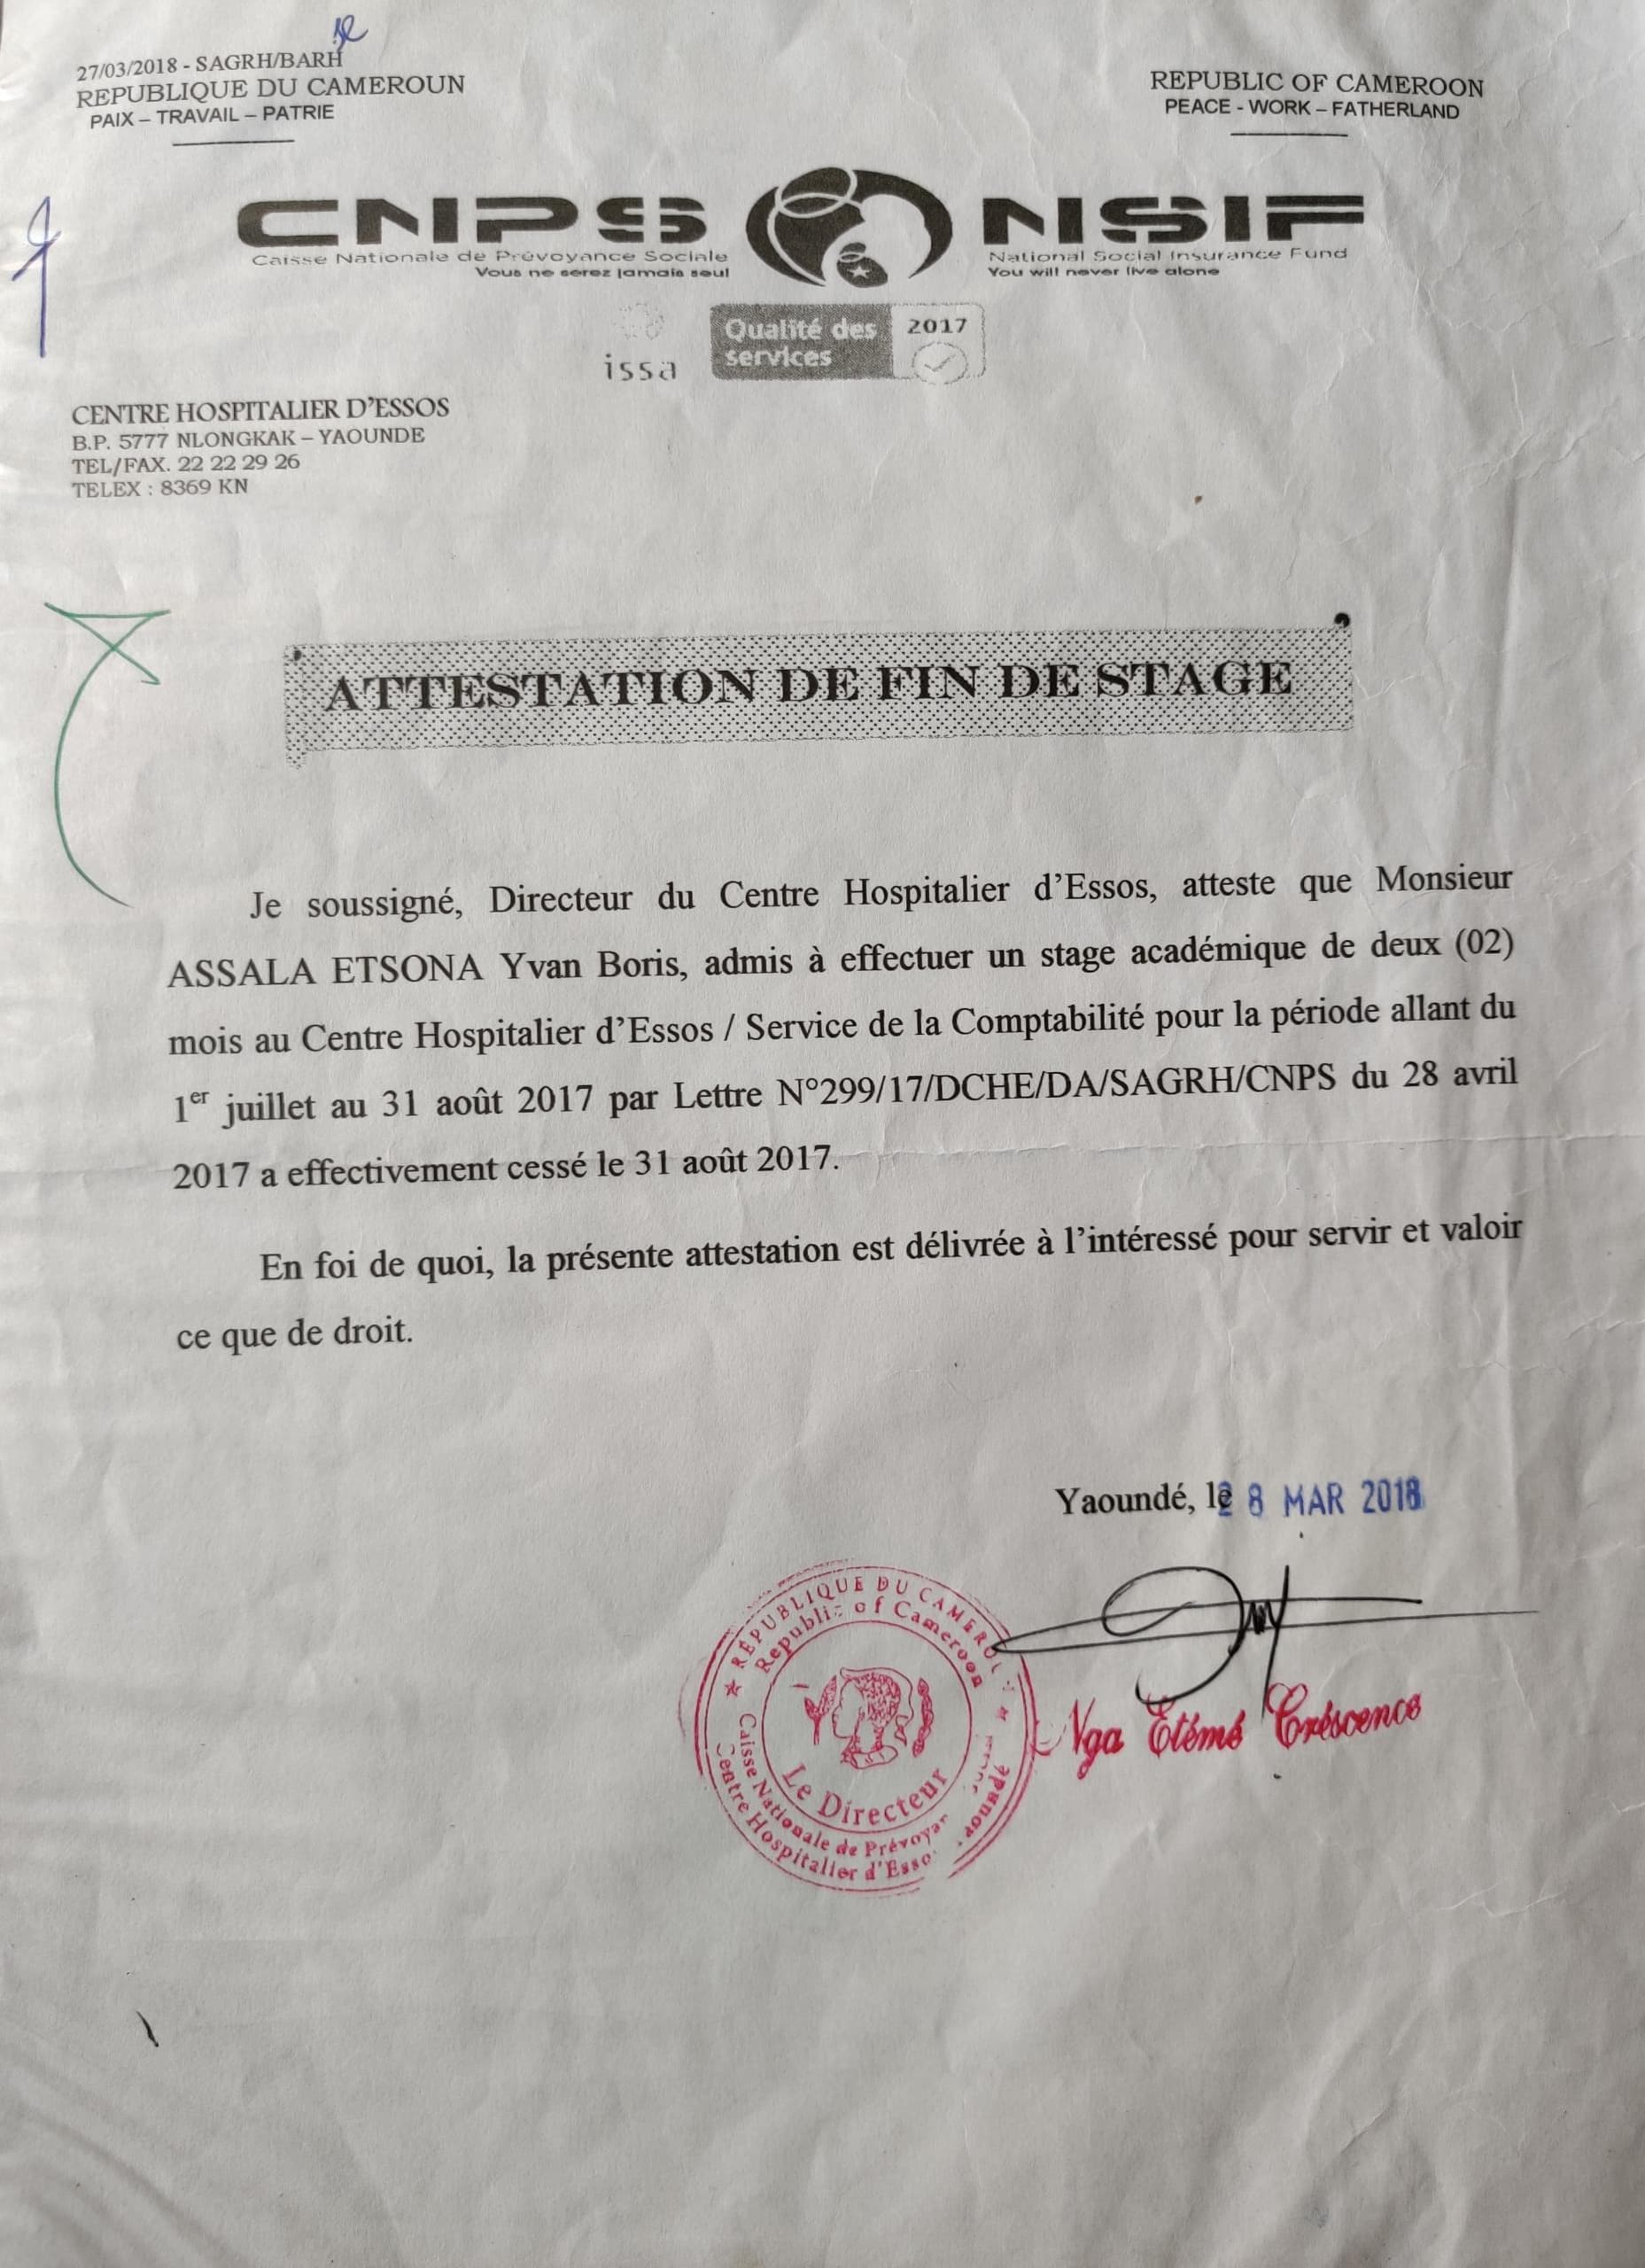 27/03/2018 - SAGRH/BARH
REPUBLIQUE DU CAMEROUN
PAIX – TRAVAIL – PATRIE
REPUBLIC OF CAMEROON
PEACE - WORK – FATHERLAND
CNPS NSIF
Caisse Nationale de Prévoyance Sociale
Vous ne serez jamais seul
National Social Insurance Fund
You will never live alone
issa
Qualité des services 2017
CENTRE HOSPITALIER D'ESSOS
B.P. 5777 NLONGKAK – YAOUNDE
TEL/FAX. 22 22 29 26
TELEX : 8369 KN
ATTESTATION DE FIN DE STAGE
Je soussigné, Directeur du Centre Hospitalier d'Essos, atteste que Monsieur
ASSALA ETSONA Yvan Boris, admis à effectuer un stage académique de deux (02)
mois au Centre Hospitalier d'Essos / Service de la Comptabilité pour la période allant du
1er juillet au 31 août 2017 par Lettre N°299/17/DCHE/DA/SAGRH/CNPS du 28 avril
2017 a effectivement cessé le 31 août 2017.
En foi de quoi, la présente attestation est délivrée à l'intéressé pour servir et valoir
ce que de droit.
Yaoundé, le 28 MAR 2018
REPUBLIQUE DU CAMEROU
Republic of Cameroon
Le Directeur
Caisse Nationale de Prévoyan
Centre Hospitalier d'Esso
Nga Etémé Créscence